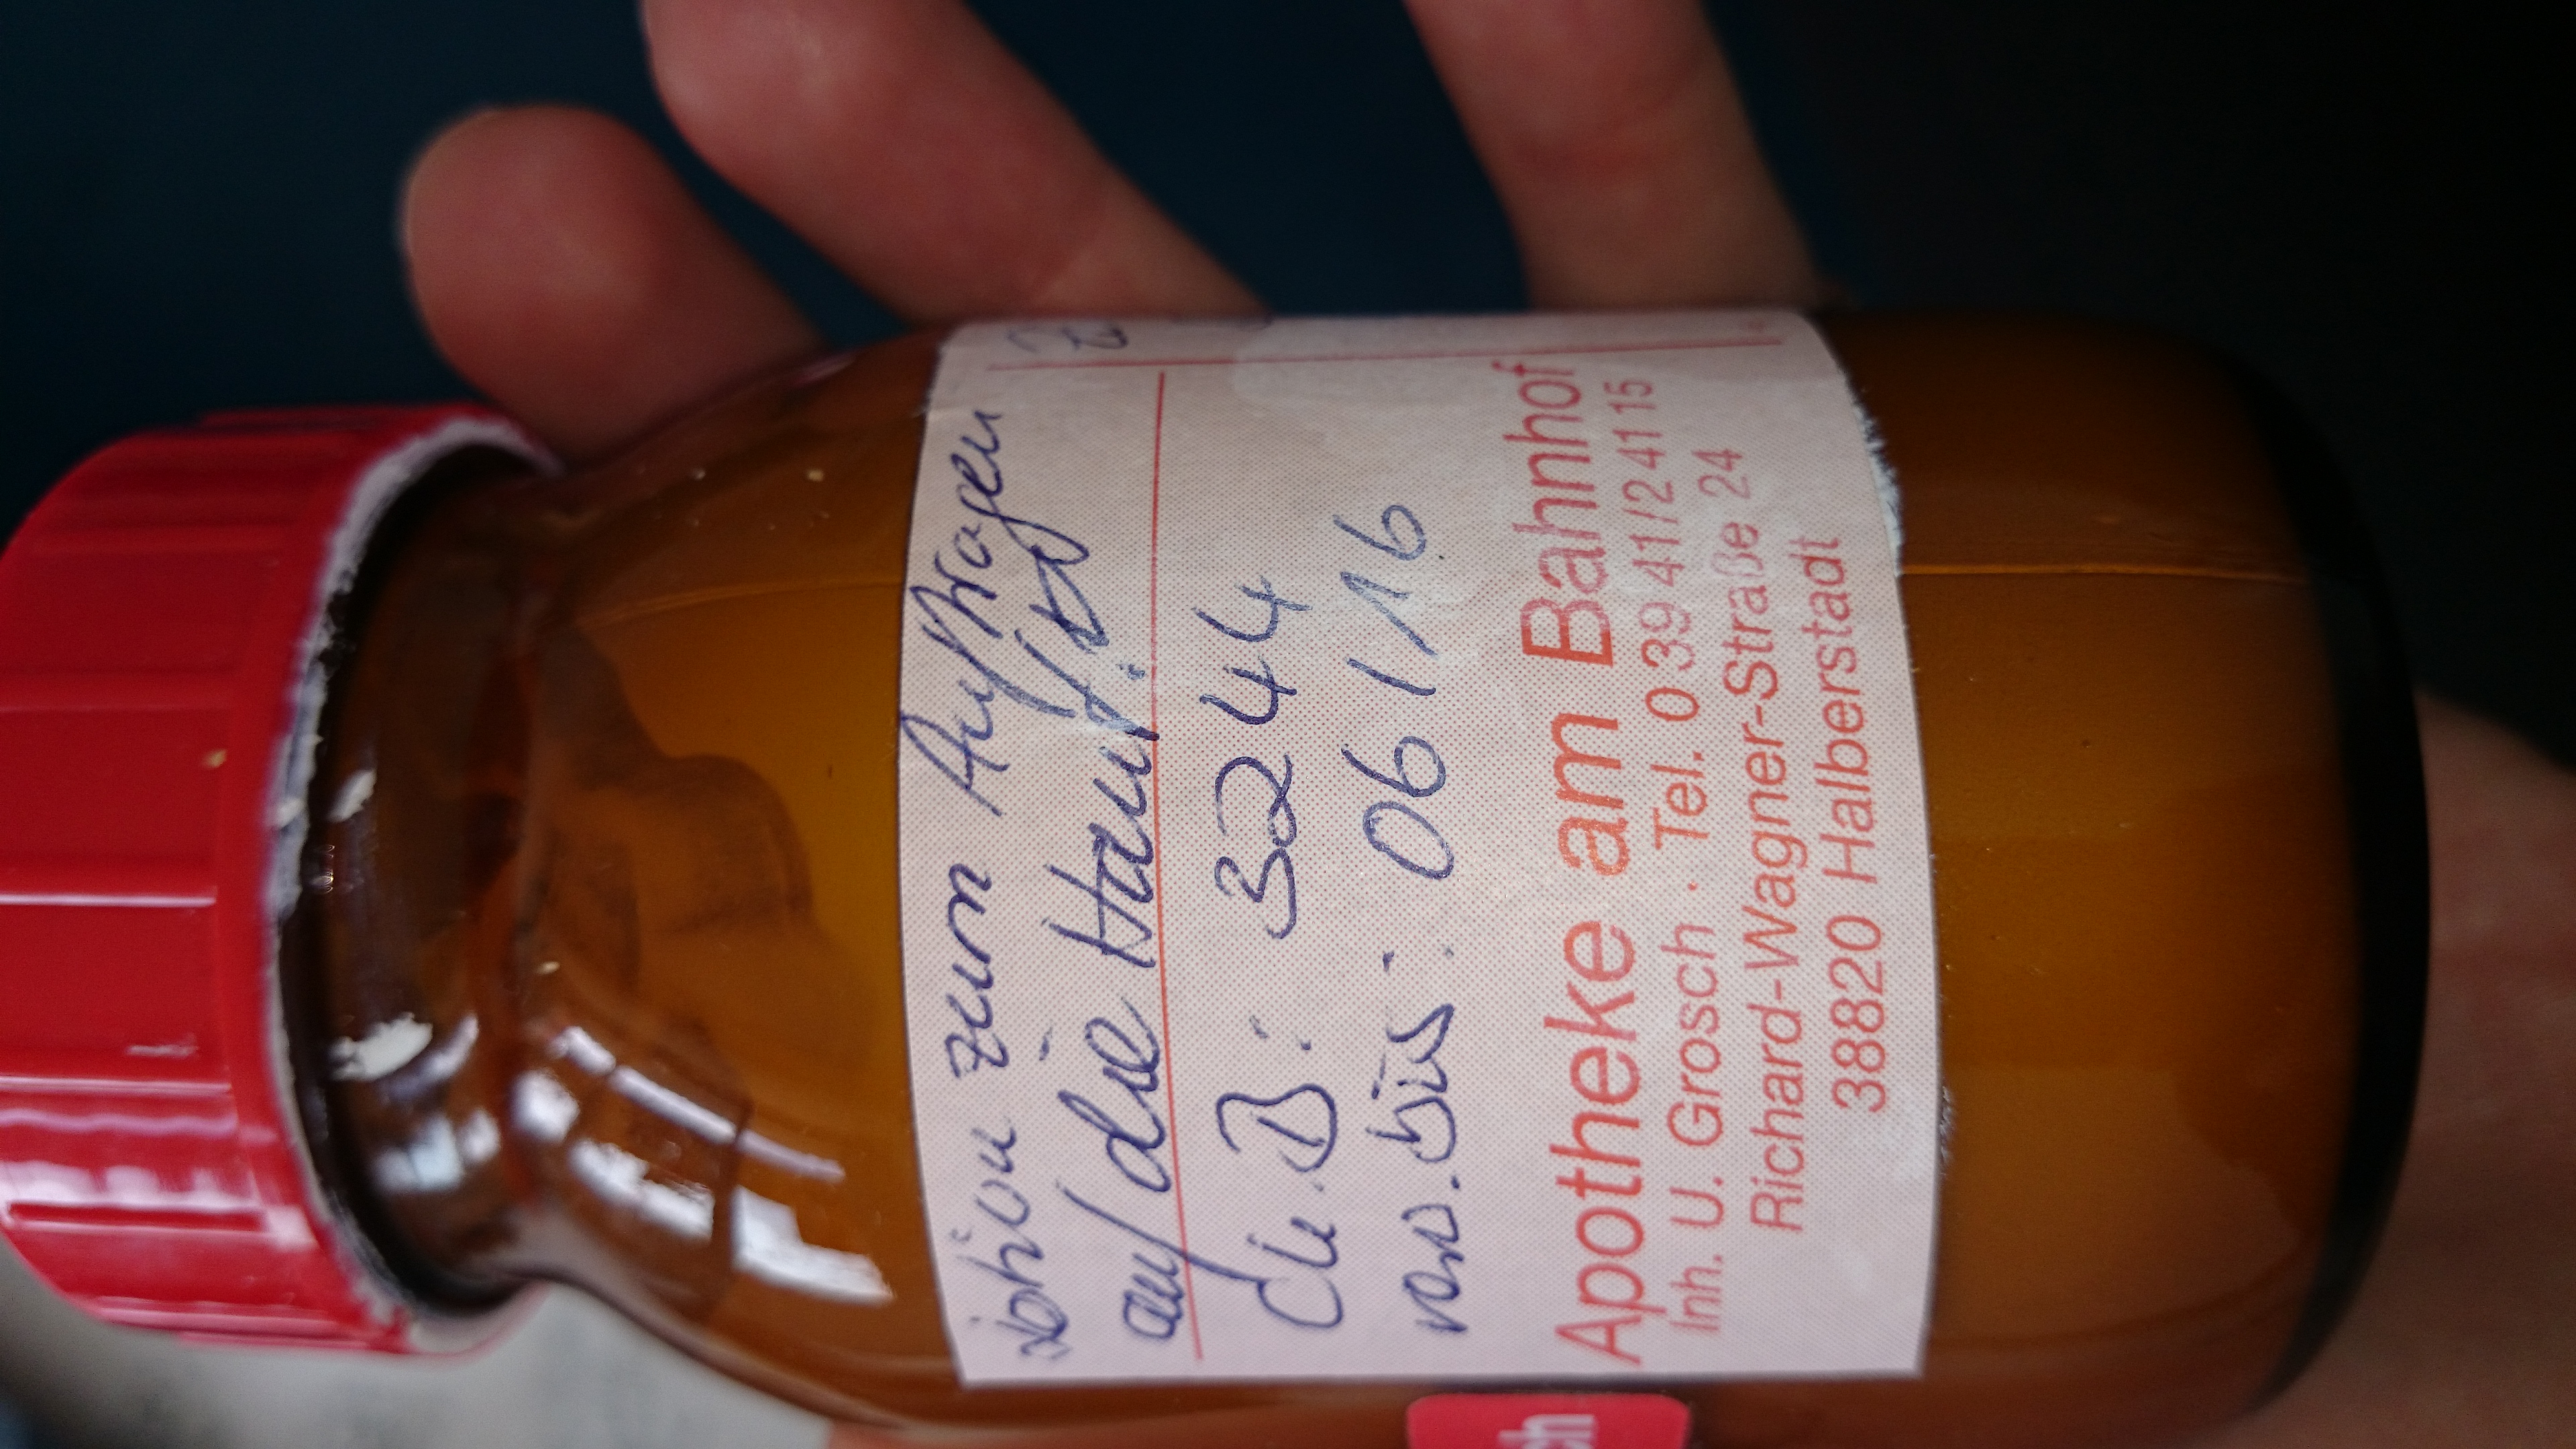 zum Auftragen
auf die Haut!
Ch.B.: 3244
verw. bis: 06/16
Apotheke am Bahnhof
Inh. U. Grosch · Tel. 0 39 41/2 41 15
Richard-Wagner-Straße 24
38820 Halberstadt
ch